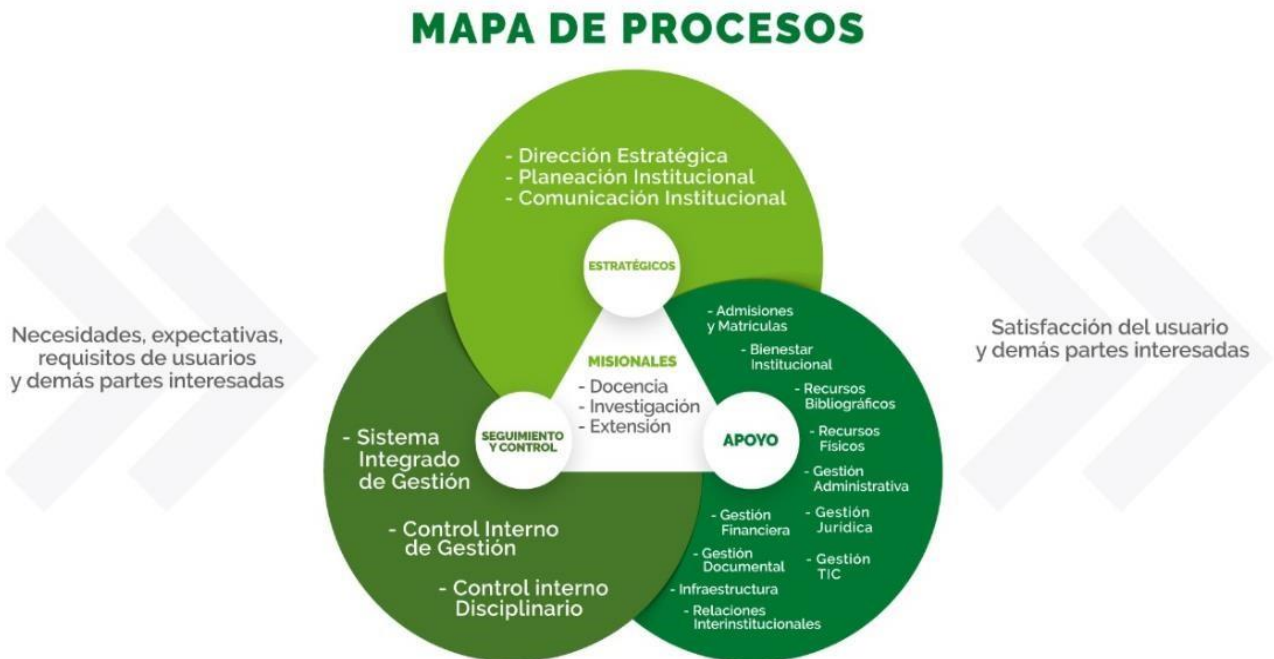 MAPA DE PROCESOS
- Dirección Estratégica
- Planeación Institucional
- Comunicación Institucional
ESTRATÉGICOS
Necesidades, expectativas,
requisitos de usuarios
y demás partes interesadas
MISIONALES
- Docencia
- Investigación
- Extensión
SEGUIMIENTO
Y CONTROL
- Sistema
Integrado
de Gestión
- Control Interno
de Gestión
- Control interno
Disciplinario
APOYO
- Admisiones
y Matrículas
- Bienestar
Institucional
- Recursos
Bibliográficos
- Recursos
Físicos
- Gestión
Administrativa
- Gestión
Jurídica
- Gestión
TIC
- Gestión
Financiera
- Gestión
Documental
- Infraestructura
- Relaciones
Interinstitucionales
Satisfacción del usuario
y demás partes interesadas